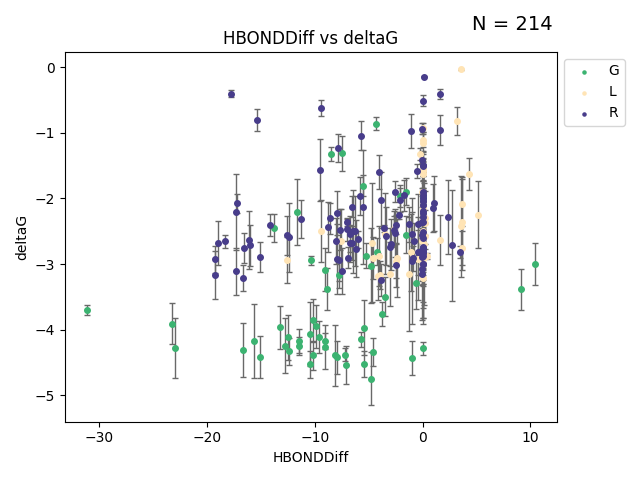 N = 214
HBONDDiff vs deltaG
G
L
R
0
−1
−2
−3
−4
−5
deltaG
−30 −20 −10 0 10
HBONDDiff